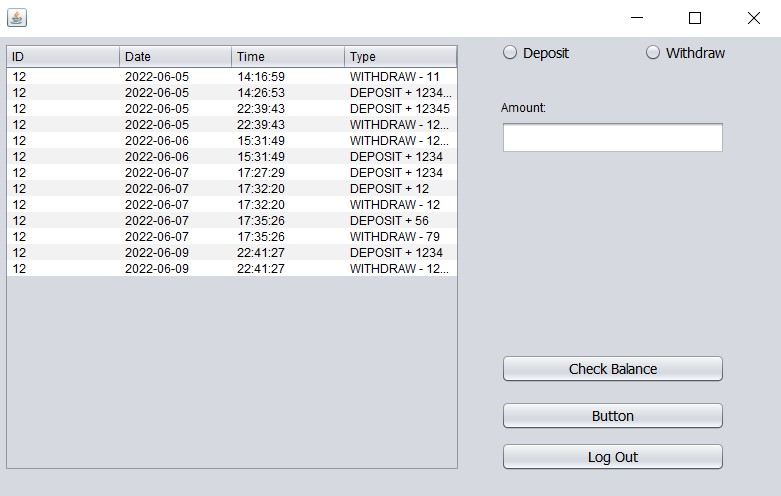 ID Date Time Type
12 2022-06-05 14:16:59 WITHDRAW - 11
12 2022-06-05 14:26:53 DEPOSIT + 1234...
12 2022-06-05 22:39:43 DEPOSIT + 12345
12 2022-06-05 22:39:43 WITHDRAW - 12...
12 2022-06-06 15:31:49 WITHDRAW - 12...
12 2022-06-06 15:31:49 DEPOSIT + 1234
12 2022-06-07 17:27:29 DEPOSIT + 1234
12 2022-06-07 17:32:20 DEPOSIT + 12
12 2022-06-07 17:32:20 WITHDRAW - 12
12 2022-06-07 17:35:26 DEPOSIT + 56
12 2022-06-07 17:35:26 WITHDRAW - 79
12 2022-06-09 22:41:27 DEPOSIT + 1234
12 2022-06-09 22:41:27 WITHDRAW - 12...
Deposit Withdraw
Amount:
Check Balance
Button
Log Out